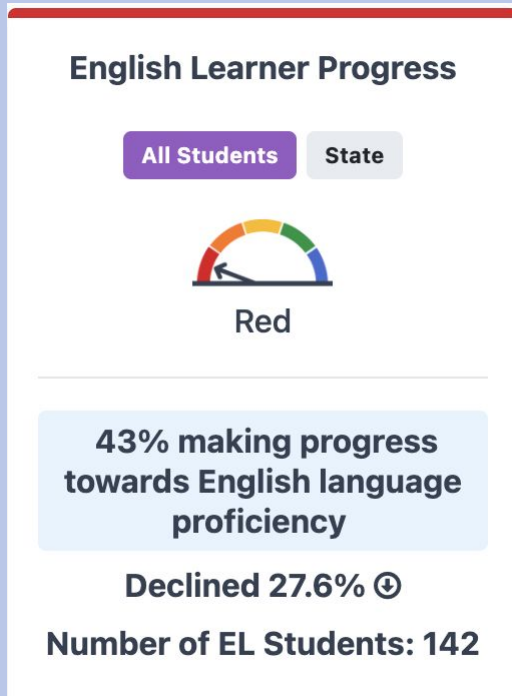 English Learner Progress
All Students State
Red
43% making progress
towards English language
proficiency
Declined 27.6%
Number of EL Students: 142